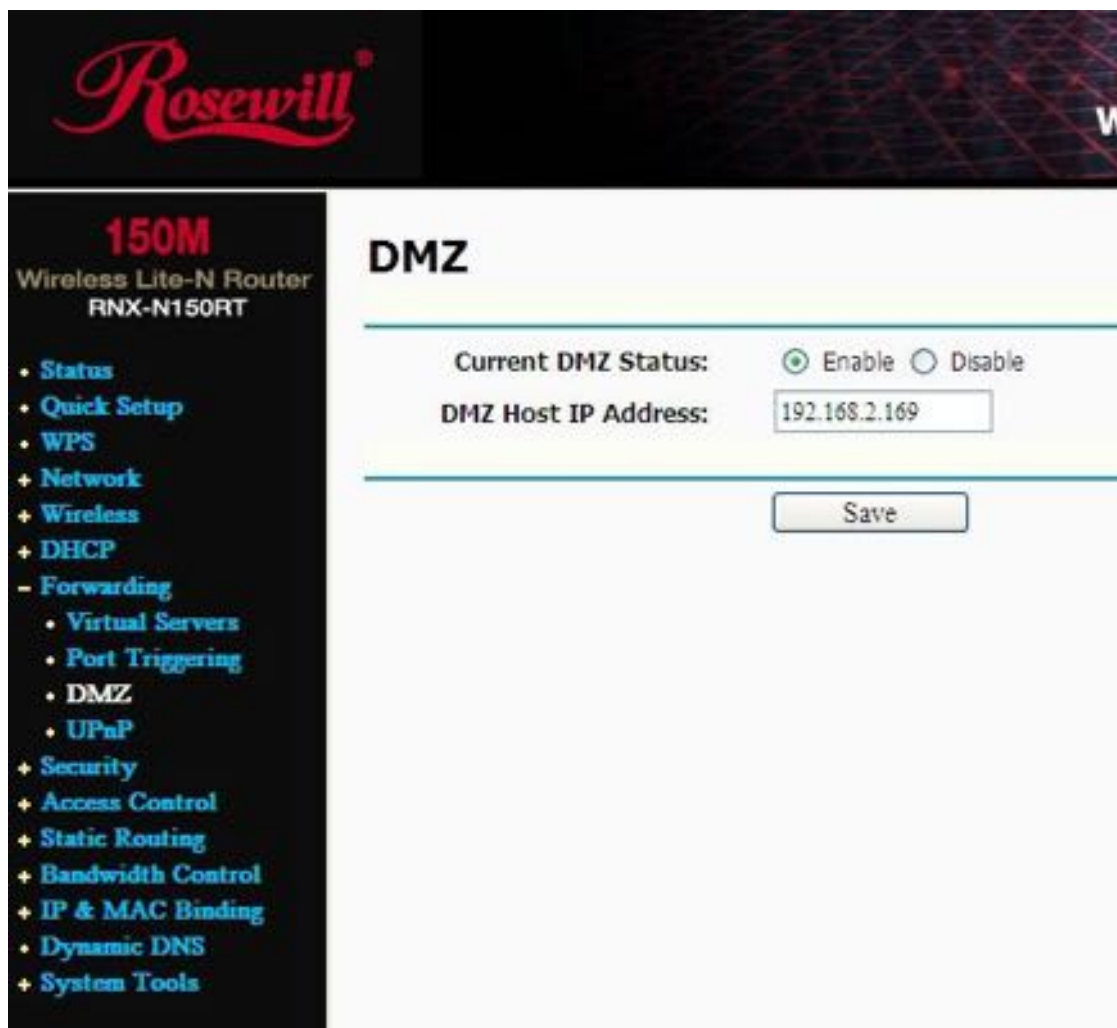 Rosewill®
W
150M
Wireless Lite-N Router
RNX-N150RT
• Status
• Quick Setup
• WPS
+ Network
+ Wireless
+ DHCP
– Forwarding
• Virtual Servers
• Port Triggering
• DMZ
• UPnP
+ Security
+ Access Control
+ Static Routing
+ Bandwidth Control
+ IP & MAC Binding
• Dynamic DNS
+ System Tools
DMZ
Current DMZ Status: Enable Disable
DMZ Host IP Address: 192.168.2.169
Save